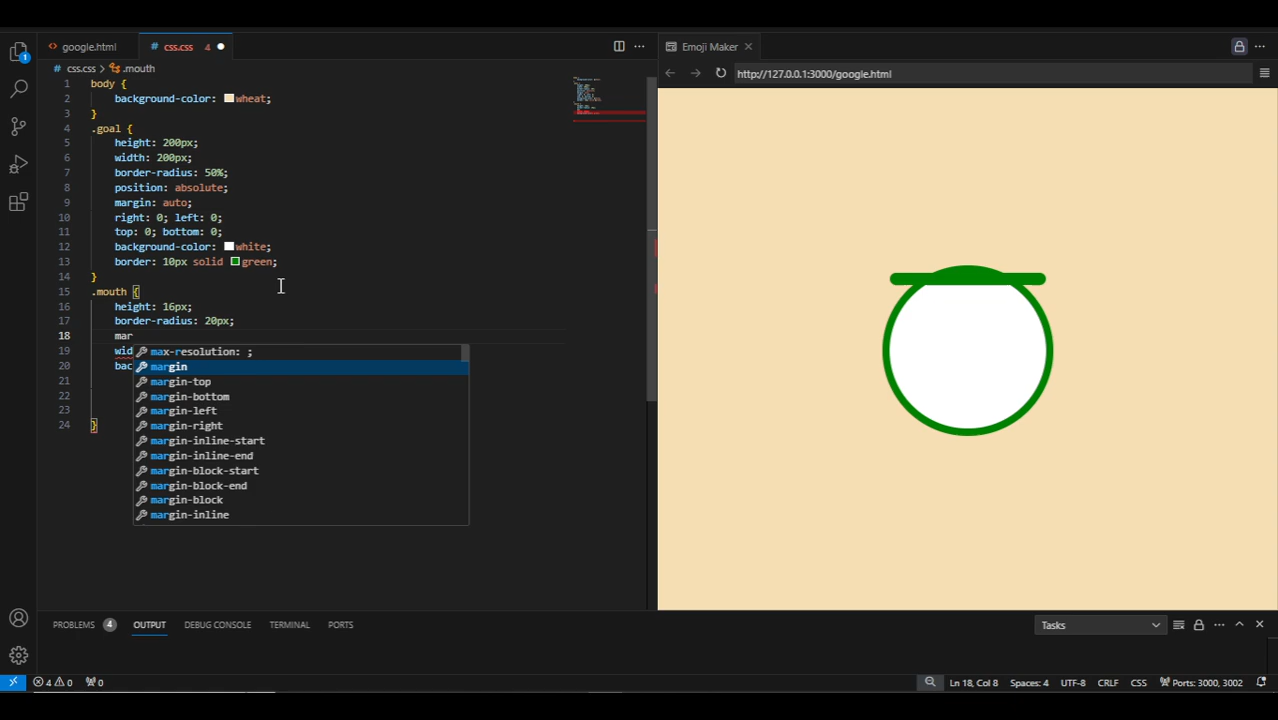 google.html
css.css 4
Emoji Maker
1
css.css > .mouth
http://127.0.0.1:3000/google.html
1 body {
2 background-color: wheat;
3 }
4 .goal {
5 height: 200px;
6 width: 200px;
7 border-radius: 50%;
8 position: absolute;
9 margin: auto;
10 right: 0; left: 0;
11 top: 0; bottom: 0;
12 background-color: white;
13 border: 10px solid green;
14 }
15 .mouth {
16 height: 16px;
17 border-radius: 20px;
18 mar
19 wid max-resolution: ;
20 bac margin
21 margin-top
22 margin-bottom
23 margin-left
24 } margin-right
margin-inline-start
margin-inline-end
margin-block-start
margin-block-end
margin-block
margin-inline
PROBLEMS 4 OUTPUT DEBUG CONSOLE TERMINAL PORTS
Tasks
4 0 0
Ln 18, Col 8 Spaces: 4 UTF-8 CRLF CSS Ports: 3000, 3002